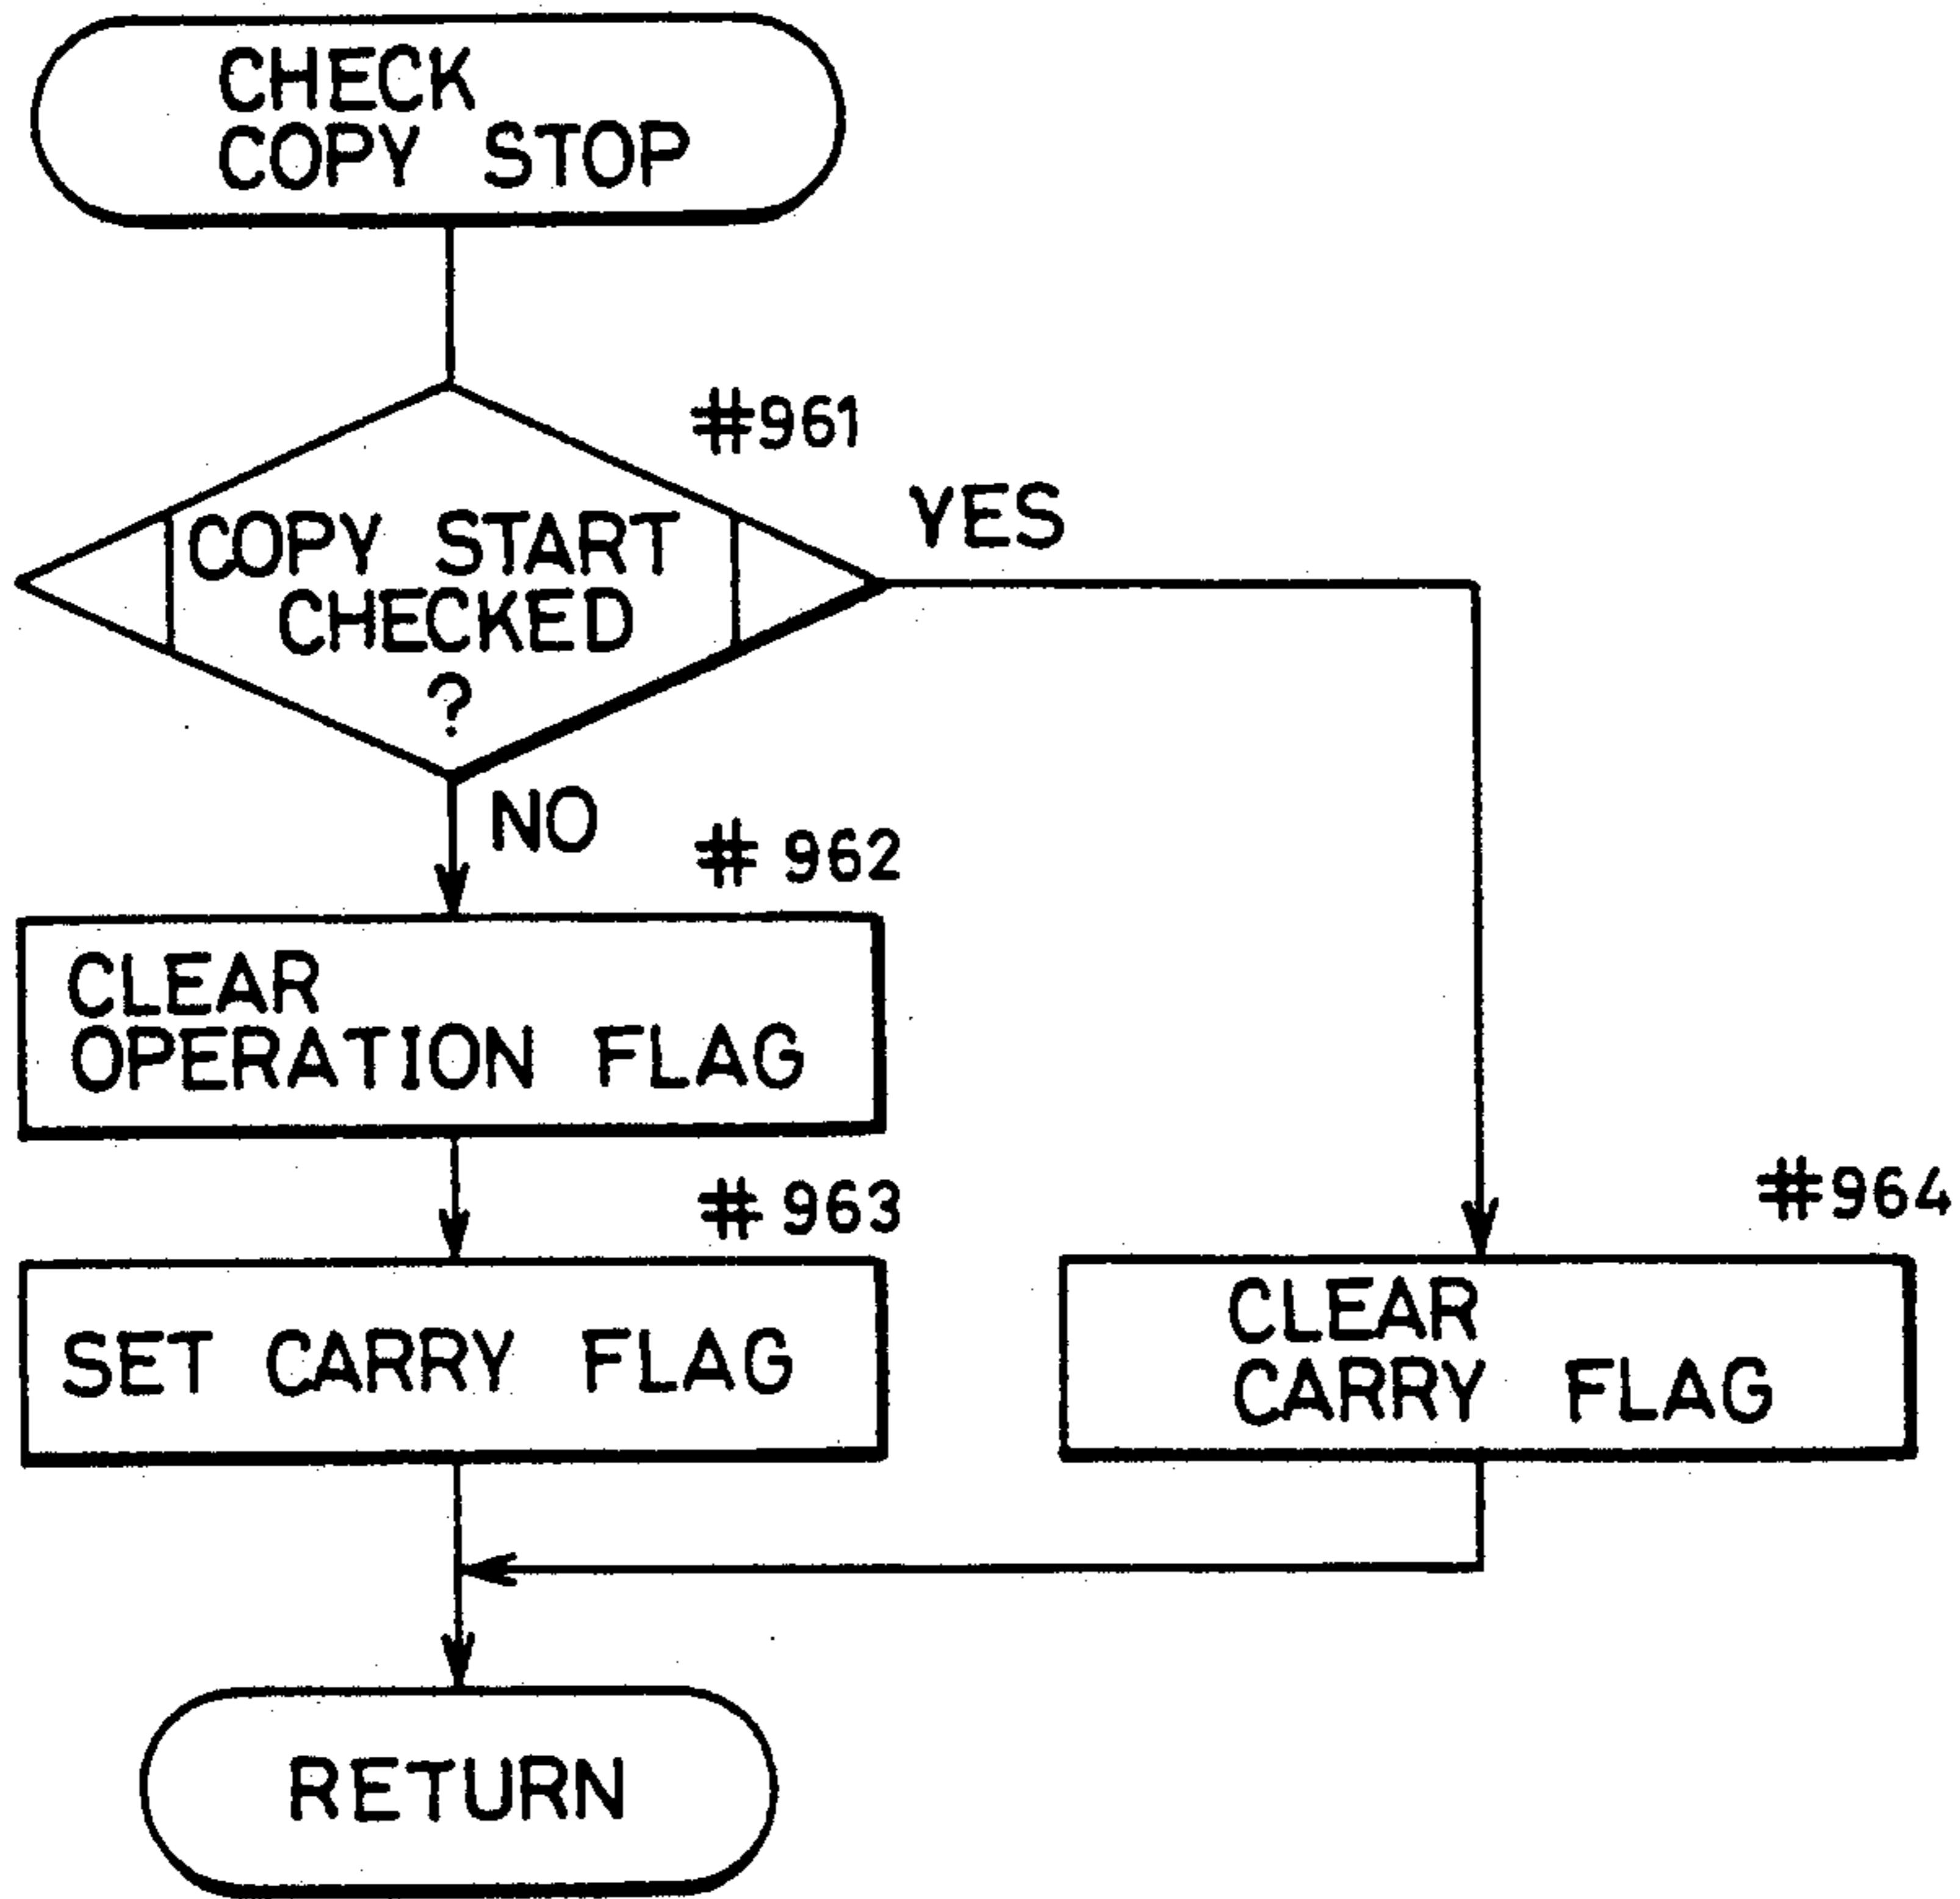 CHECK
COPY STOP
#961
COPY START
CHECKED
?
YES
NO
# 962
CLEAR
OPERATION FLAG
# 963
SET CARRY FLAG
#964
CLEAR
CARRY FLAG
RETURN